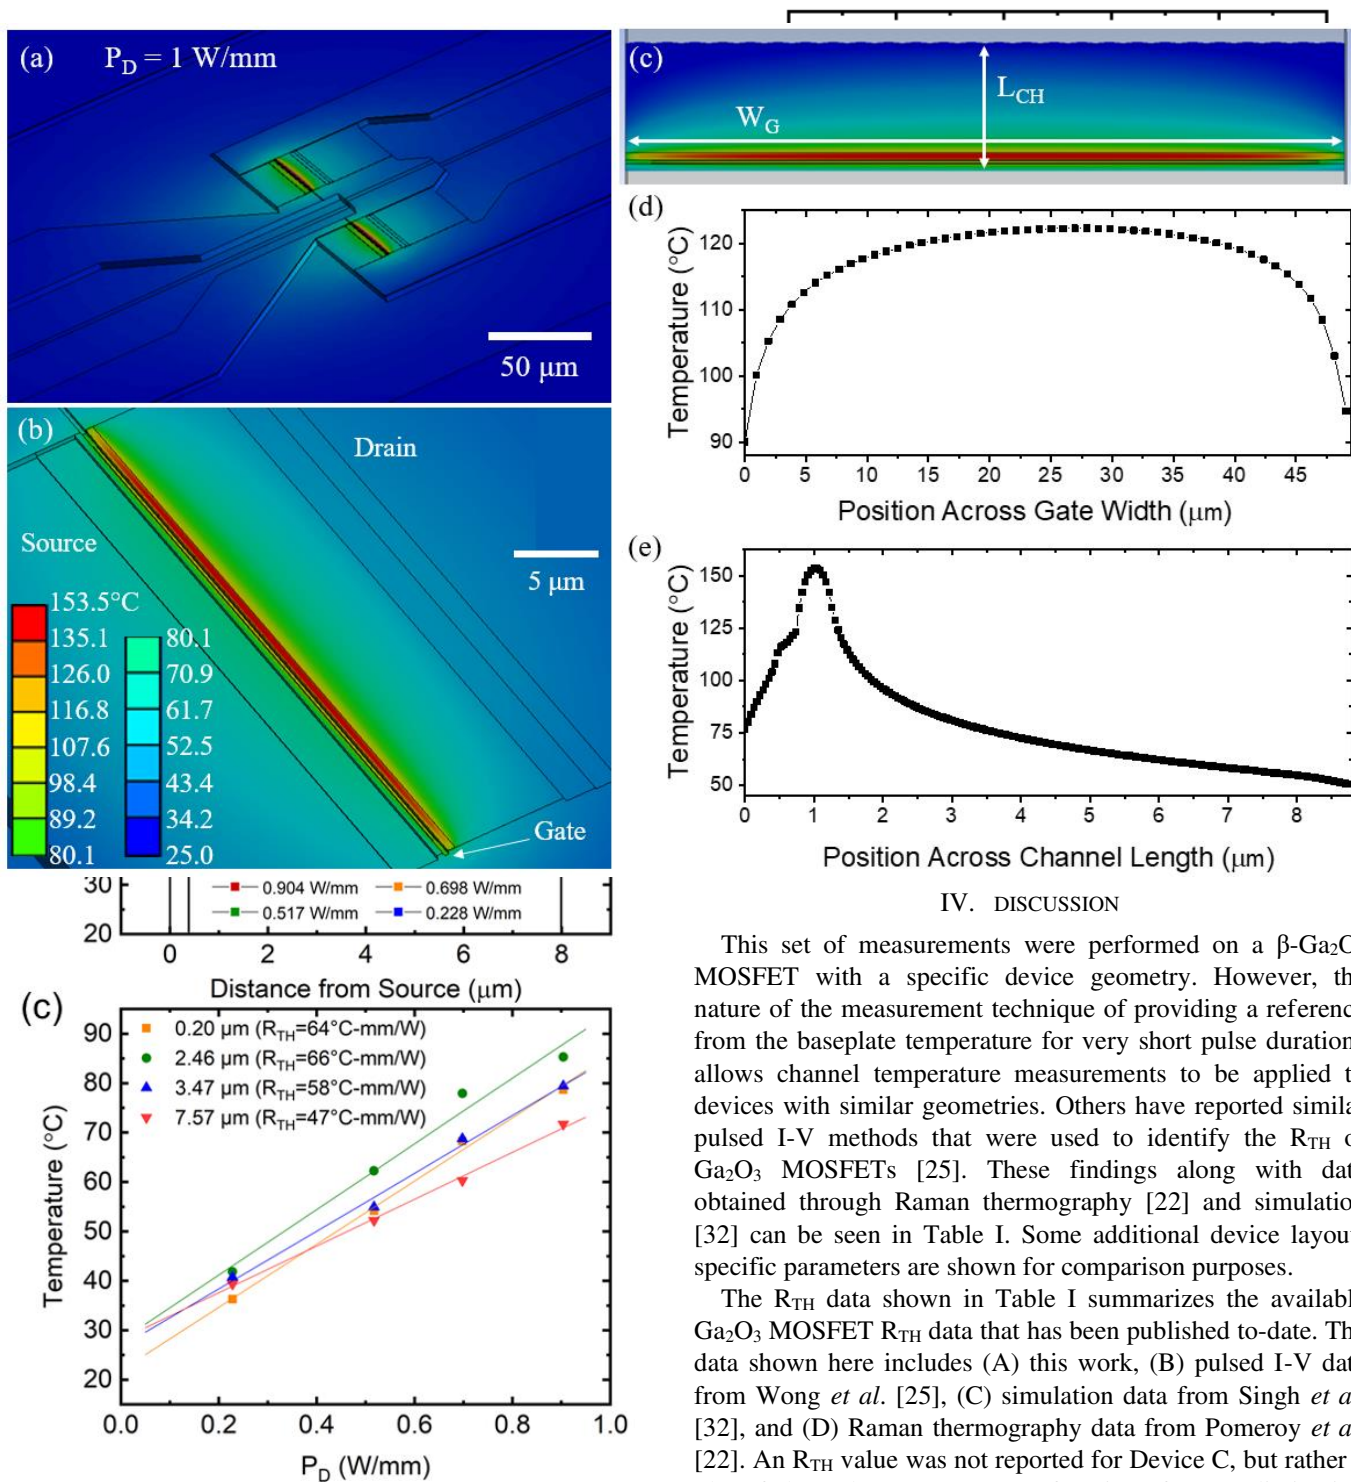 (a) P_D = 1 W/mm
50 μm
(b)
Drain
Source
5 μm
Gate
153.5°C
135.1
126.0
116.8
107.6
98.4
89.2
80.1
80.1
70.9
61.7
52.5
43.4
34.2
25.0
(c)
L_CH
W_G
(d)
Temperature (°C)
120
110
100
90
0 5 10 15 20 25 30 35 40 45
Position Across Gate Width (μm)
(e)
Temperature (°C)
150
125
100
75
50
0 1 2 3 4 5 6 7 8
Position Across Channel Length (μm)
30
20
0.904 W/mm 0.698 W/mm
0.517 W/mm 0.228 W/mm
0 2 4 6 8
Distance from Source (μm)
(c)
0.20 μm (R_TH=64°C-mm/W)
2.46 μm (R_TH=66°C-mm/W)
3.47 μm (R_TH=58°C-mm/W)
7.57 μm (R_TH=47°C-mm/W)
Temperature (°C)
90
80
70
60
50
40
30
20
0.0 0.2 0.4 0.6 0.8 1.0
P_D (W/mm)
IV. DISCUSSION
This set of measurements were performed on a β-Ga₂O
MOSFET with a specific device geometry. However, th
nature of the measurement technique of providing a referenc
from the baseplate temperature for very short pulse duration
allows channel temperature measurements to be applied t
devices with similar geometries. Others have reported simila
pulsed I-V methods that were used to identify the R_TH o
Ga₂O₃ MOSFETs [25]. These findings along with dat
obtained through Raman thermography [22] and simulatio
[32] can be seen in Table I. Some additional device layou
specific parameters are shown for comparison purposes.
The R_TH data shown in Table I summarizes the availabl
Ga₂O₃ MOSFET R_TH data that has been published to-date. Th
data shown here includes (A) this work, (B) pulsed I-V dat
from Wong et al. [25], (C) simulation data from Singh et a
[32], and (D) Raman thermography data from Pomeroy et a
[22]. An R_TH value was not reported for Device C, but rather